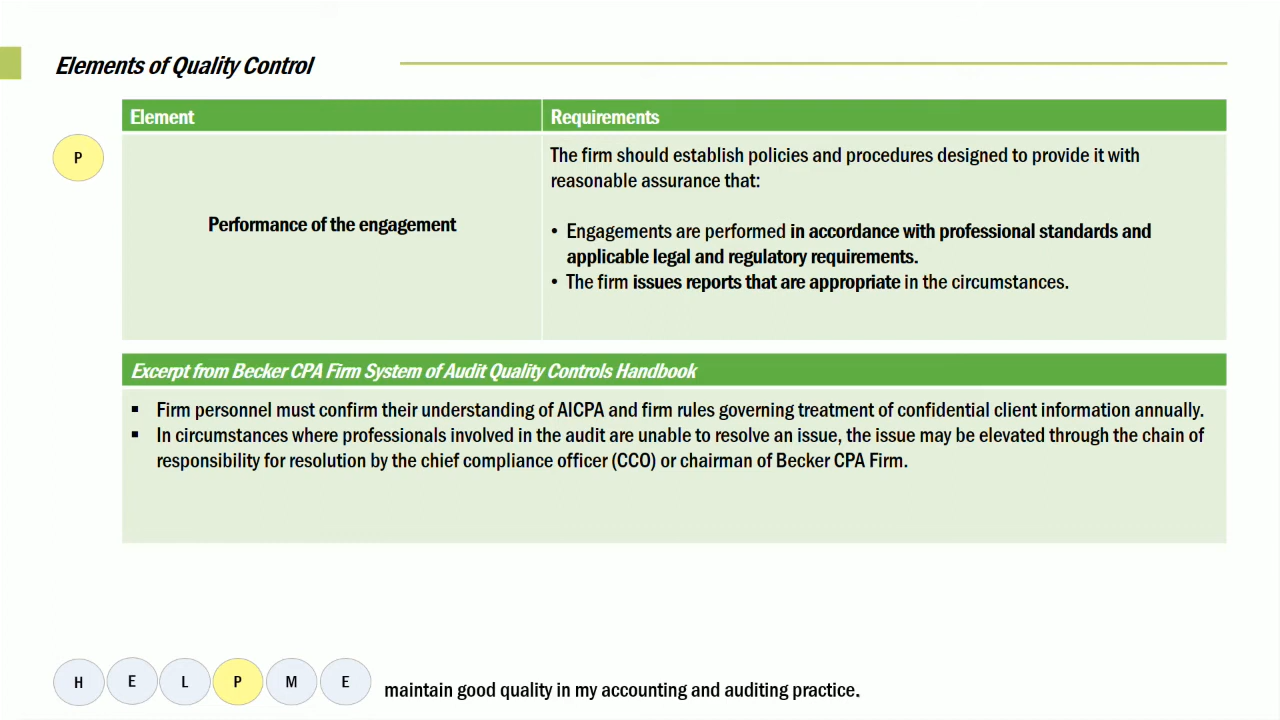 Elements of Quality Control
Element
Requirements
P
Performance of the engagement
The firm should establish policies and procedures designed to provide it with
reasonable assurance that:
• Engagements are performed in accordance with professional standards and
applicable legal and regulatory requirements.
• The firm issues reports that are appropriate in the circumstances.
Excerpt from Becker CPA Firm System of Audit Quality Controls Handbook
▪ Firm personnel must confirm their understanding of AICPA and firm rules governing treatment of confidential client information annually.
▪ In circumstances where professionals involved in the audit are unable to resolve an issue, the issue may be elevated through the chain of
responsibility for resolution by the chief compliance officer (CCO) or chairman of Becker CPA Firm.
H E L P M E maintain good quality in my accounting and auditing practice.